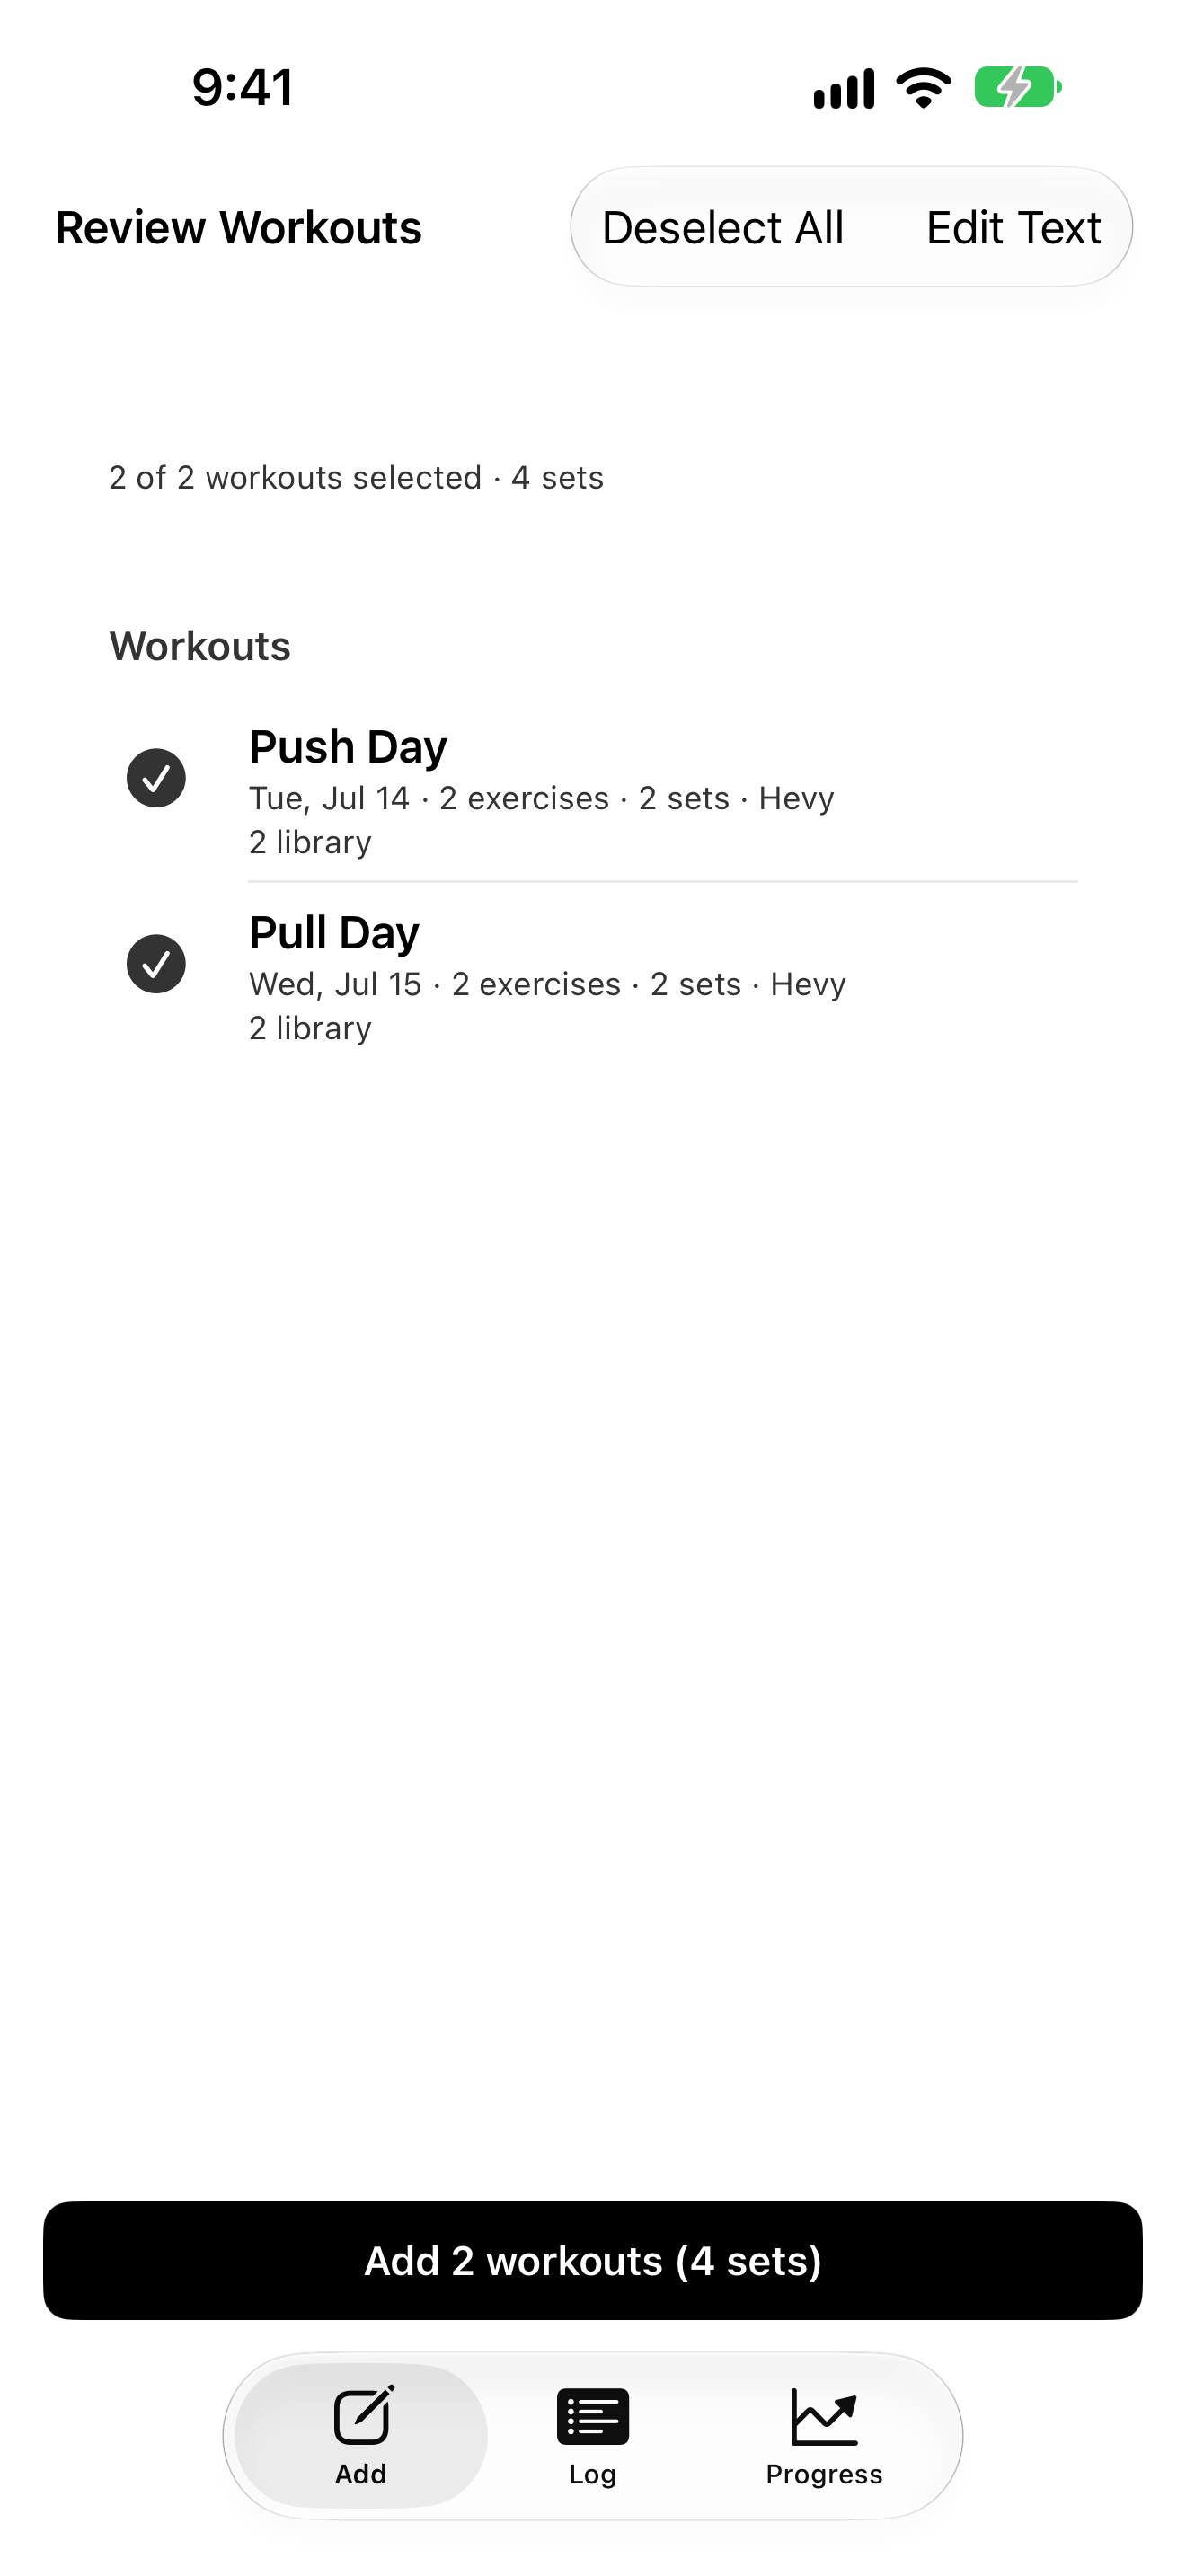 9:41
Review Workouts
Deselect All
Edit Text
2 of 2 workouts selected · 4 sets
Workouts
Push Day
Tue, Jul 14 · 2 exercises · 2 sets · Hevy
2 library
Pull Day
Wed, Jul 15 · 2 exercises · 2 sets · Hevy
2 library
Add 2 workouts (4 sets)
Add
Log
Progress